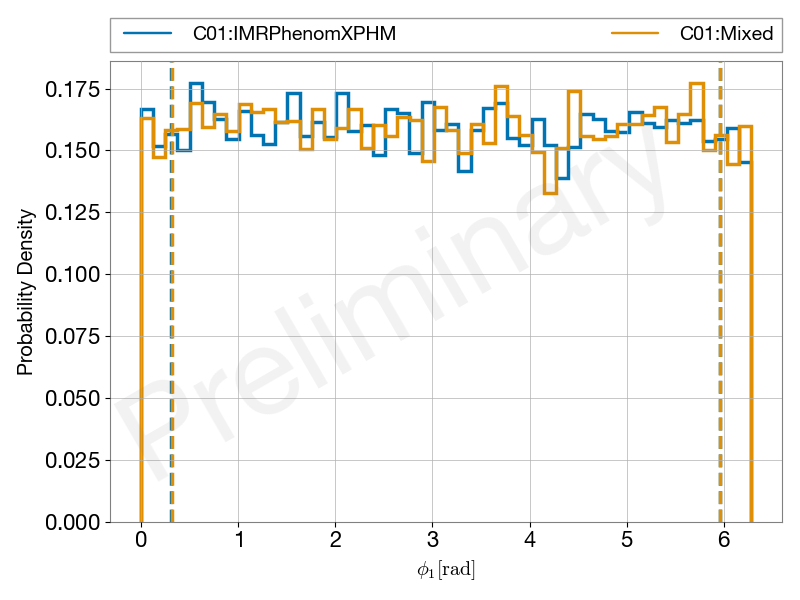 C01:IMRPhenomXPHM C01:Mixed
0.175
0.150
0.125
0.100
0.075
0.050
0.025
0.000
Probability Density
Preliminary
0 1 2 3 4 5 6
ϕ₁[rad]